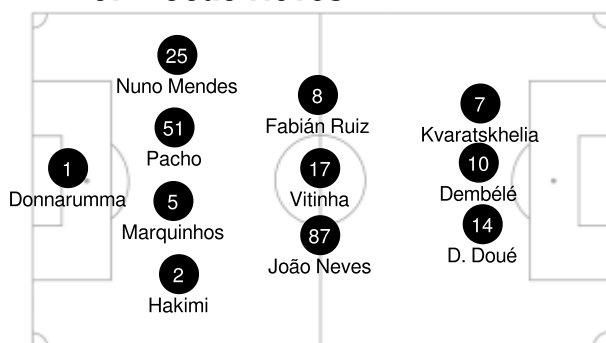 25
Nuno Mendes
8
Fabián Ruiz
7
Kvaratskhelia
51
Pacho
1
Donnarumma
17
Vitinha
10
Dembélé
5
Marquinhos
87
João Neves
14
D. Doué
2
Hakimi